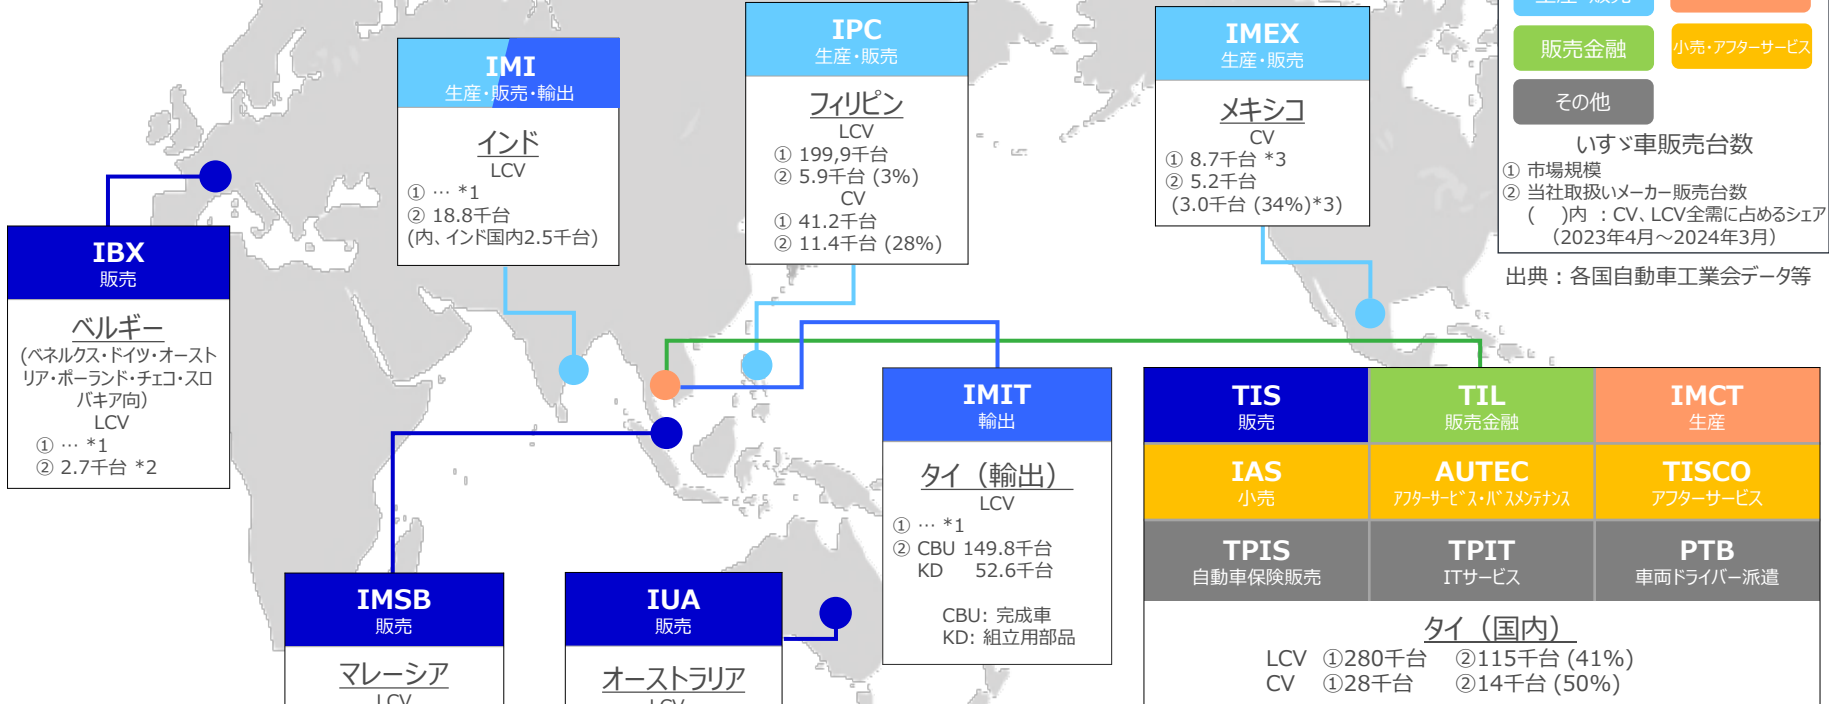 IBX
販売
ベルギー
(ベネルクス・ドイツ・オースト
リア・ポーランド・チェコ・スロ
バキア向)
LCV
① … *1
② 2.7千台 *2
IMI
生産・販売・輸出
インド
LCV
① … *1
② 18.8千台
(内、インド国内2.5千台)
IPC
生産・販売
フィリピン
LCV
① 199,9千台
② 5.9千台 (3%)
CV
① 41.2千台
② 11.4千台 (28%)
IMEX
生産・販売
メキシコ
CV
① 8.7千台 *3
② 5.2千台
(3.0千台 (34%)*3)
生産・販売
販売金融
小売・アフターサービス
その他
いすゞ車販売台数
① 市場規模
② 当社取扱いメーカー販売台数
( )内 : CV、LCV全需に占めるシェア
(2023年4月～2024年3月)
出典：各国自動車工業会データ等
IMSB
販売
マレーシア
LCV
IUA
販売
オーストラリア
LCV
IMIT
輸出
タイ（輸出）
LCV
① … *1
② CBU 149.8千台
KD 52.6千台
CBU: 完成車
KD: 組立用部品
TIS
販売
TIL
販売金融
IMCT
生産
IAS
小売
AUTEC
アフターサービス・バスメンテナンス
TISCO
アフターサービス
TPIS
自動車保険販売
TPIT
ITサービス
PTB
車両ドライバー派遣
タイ（国内）
LCV ①280千台 ②115千台 (41%)
CV ①28千台 ②14千台 (50%)